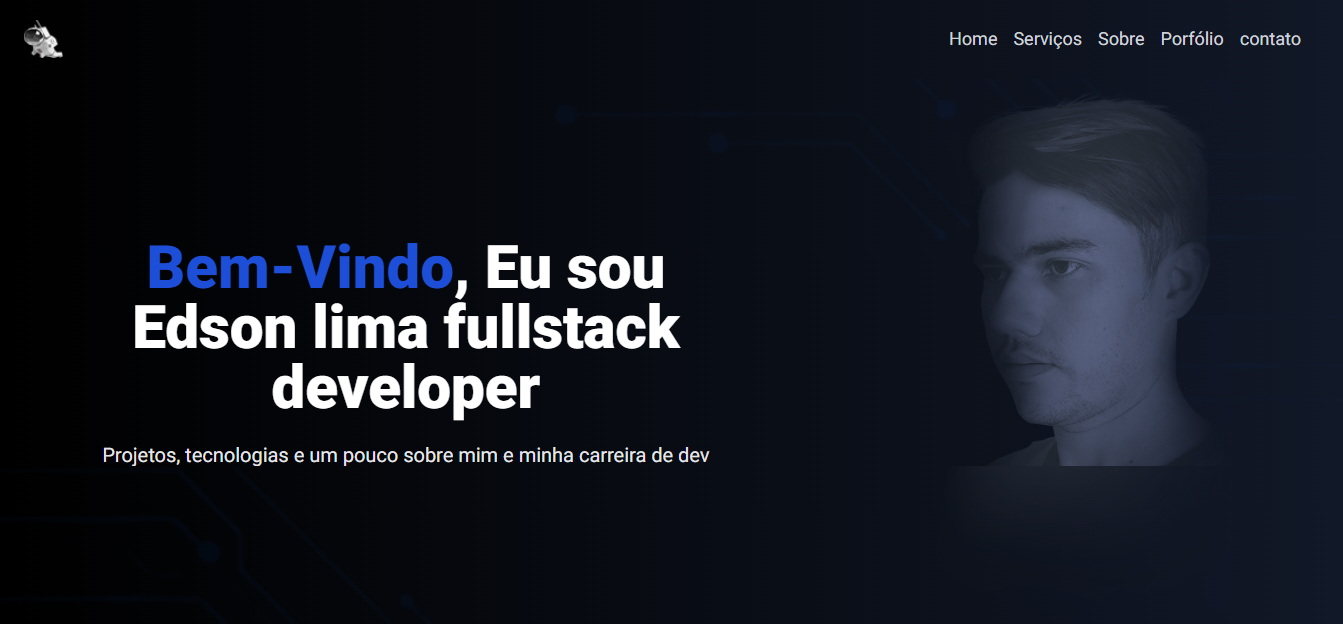 Home Serviços Sobre Porfólio contato
Bem-Vindo, Eu sou
Edson lima fullstack
developer
Projetos, tecnologias e um pouco sobre mim e minha carreira de dev